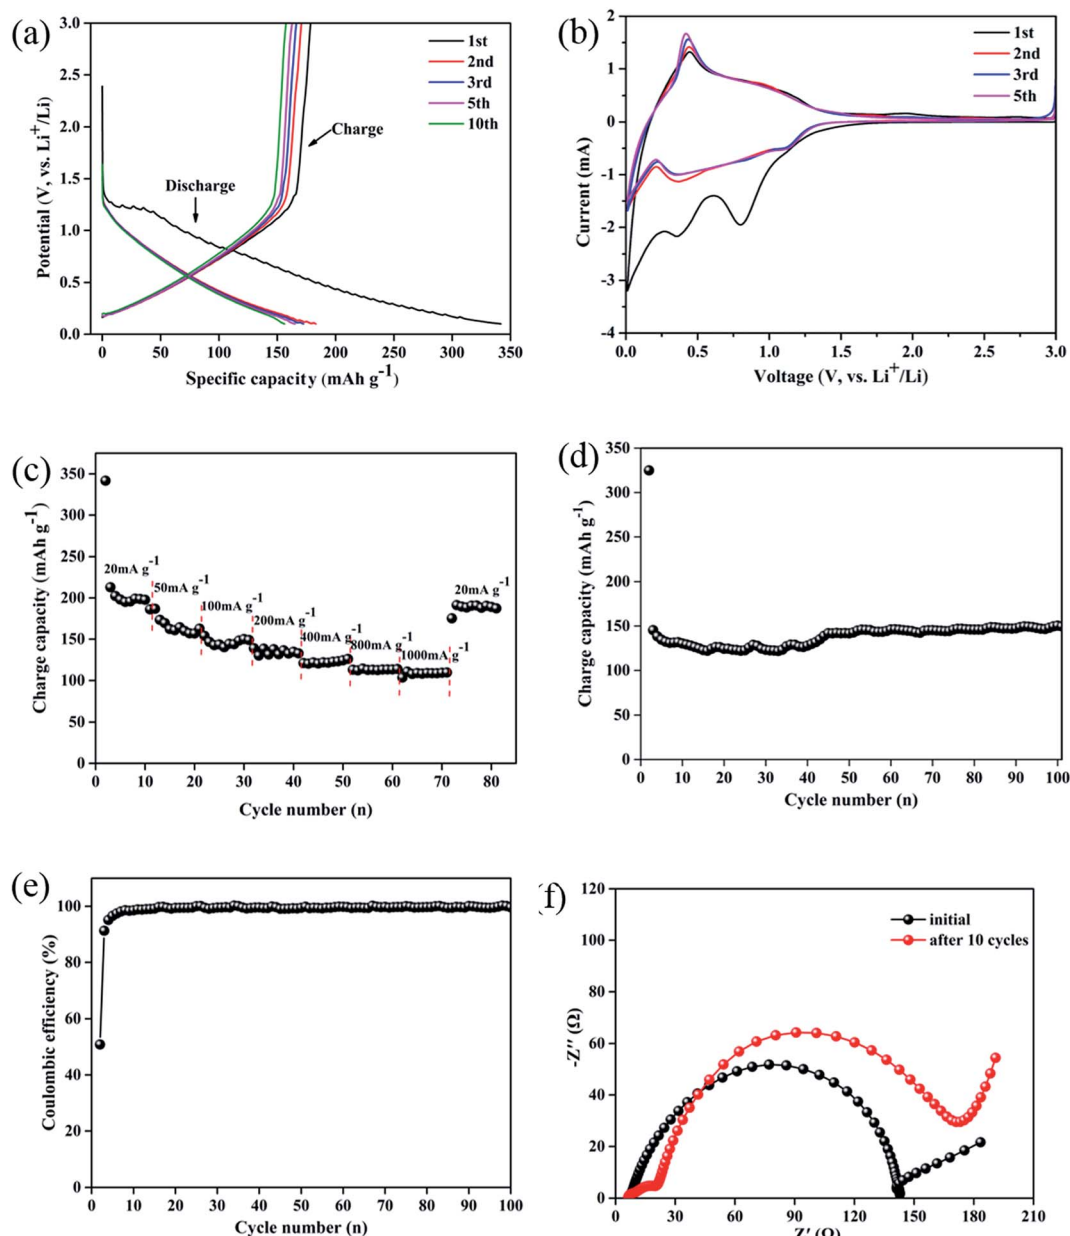 (a)
3.0
2.5
2.0
1.5
1.0
0.5
0.0
Potential (V, vs. Li⁺/Li)
1st
2nd
3rd
5th
10th
Charge
Discharge
0 50 100 150 200 250 300 350
Specific capacity (mAh g⁻¹)
(b)
2
1
0
-1
-2
-3
-4
Current (mA)
1st
2nd
3rd
5th
0.0 0.5 1.0 1.5 2.0 2.5 3.0
Voltage (V, vs. Li⁺/Li)
(c)
350
300
250
200
150
100
50
0
Charge capacity (mAh g⁻¹)
20mA g⁻¹
50mA g⁻¹
100mA g⁻¹
200mA g⁻¹
400mA g⁻¹
800mA g⁻¹
1000mA g⁻¹
20mA g⁻¹
0 10 20 30 40 50 60 70 80
Cycle number (n)
(d)
350
300
250
200
150
100
50
0
Charge capacity (mAh g⁻¹)
0 10 20 30 40 50 60 70 80 90 100
Cycle number (n)
(e)
100
80
60
40
20
0
Coulombic efficiency (%)
0 10 20 30 40 50 60 70 80 90 100
Cycle number (n)
(f)
120
100
80
60
40
20
0
-Z′′ (Ω)
initial
after 10 cycles
0 30 60 90 120 150 180 210
Z′ (Ω)